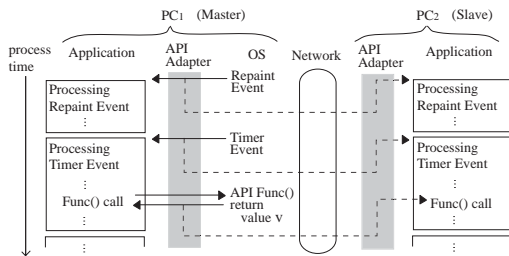 PC1 (Master)
PC2 (Slave)
process
time
Application
API
Adapter
OS
Network
API
Adapter
Application
Repaint
Event
Processing
Repaint Event
⋮
Processing
Repaint Event
⋮
Timer
Event
Processing
Timer Event
⋮
Func() call
Processing
Timer Event
⋮
Func() call
API Func()
return
value v
⋮
⋮
⋮
⋮